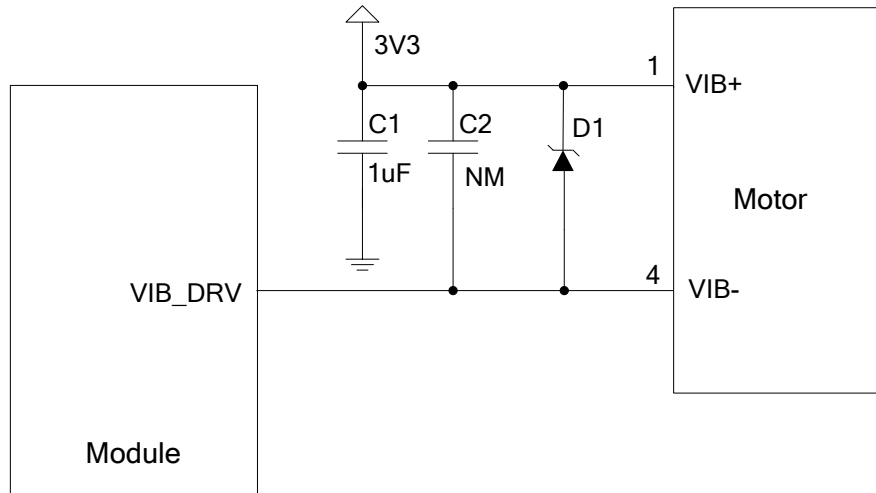 3V3
1
VIB+
C1
C2
D1
1uF
NM
Motor
4
VIB_DRV
VIB-
Module